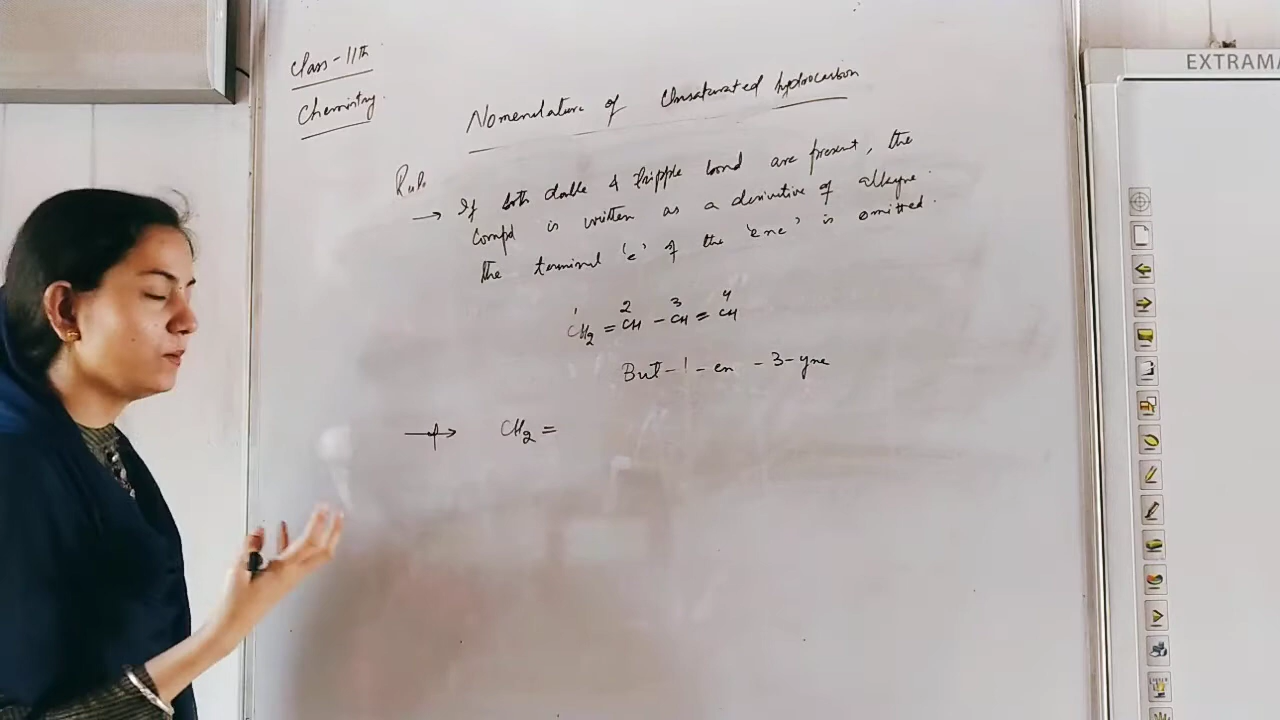 Class-11th
Chemistry.
Nomenclature of Unsaturated hydrocarbon
Rule
→ If both double & tripple bond are present, the
Compd is written as a derivative of alkyne.
the terminal 'e' of the 'ene' is omitted.
1 2 3 4
CH2 = CH - CH ≡ CH
But-1-en-3-yne
→ CH2 =
EXTRAMA